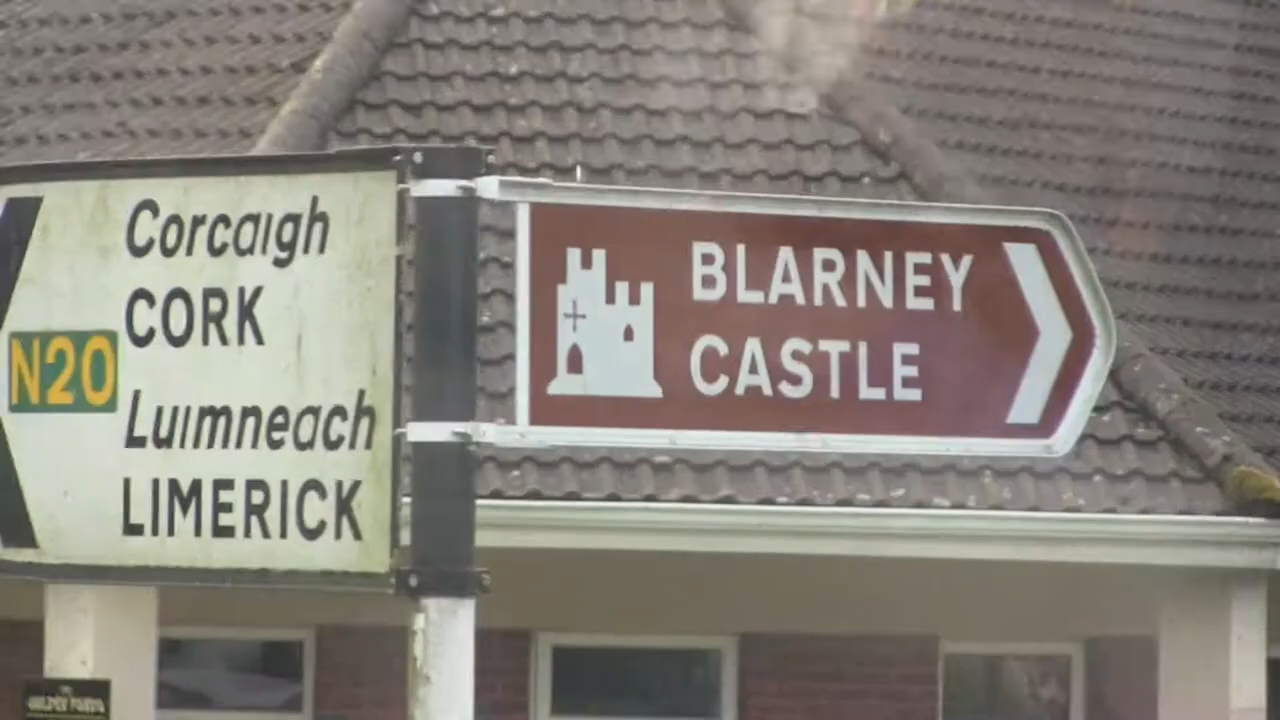 Corcaigh
CORK
N20
Luimneach
LIMERICK
BLARNEY
CASTLE